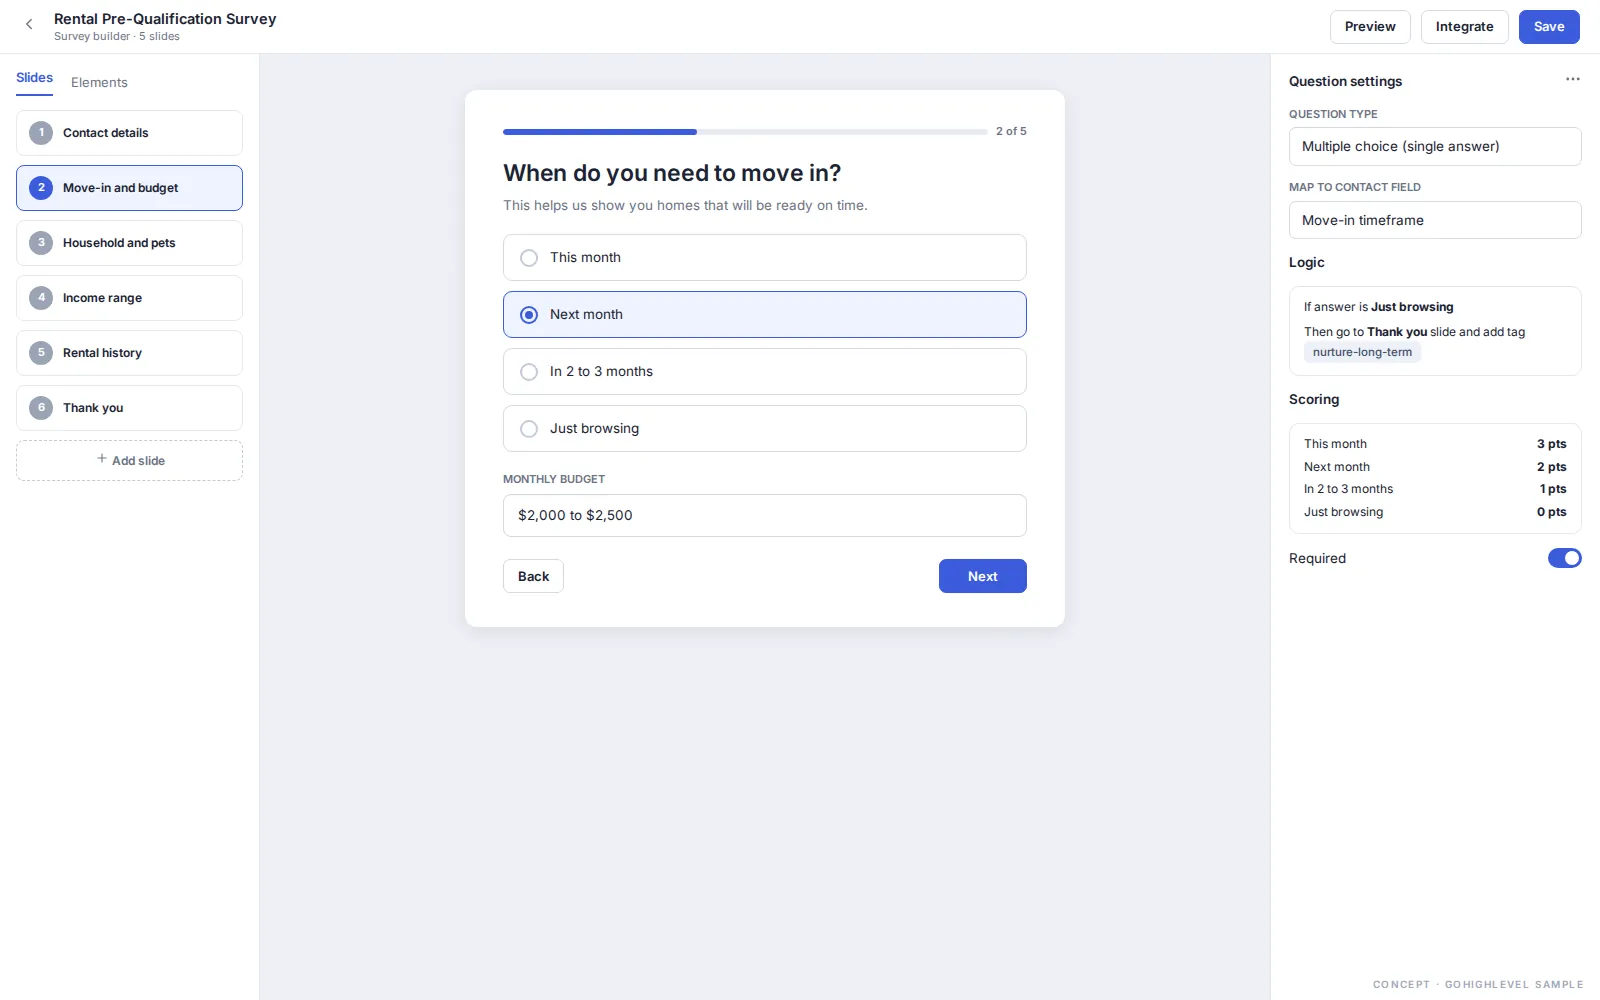 Rental Pre-Qualification Survey
Survey builder · 5 slides
Preview
Integrate
Save
Slides
Elements
1 Contact details
2 Move-in and budget
3 Household and pets
4 Income range
5 Rental history
6 Thank you
+ Add slide
2 of 5
When do you need to move in?
This helps us show you homes that will be ready on time.
This month
Next month
In 2 to 3 months
Just browsing
MONTHLY BUDGET
$2,000 to $2,500
Back
Next
Question settings
QUESTION TYPE
Multiple choice (single answer)
MAP TO CONTACT FIELD
Move-in timeframe
Logic
If answer is Just browsing
Then go to Thank you slide and add tag
nurture-long-term
Scoring
This month 3 pts
Next month 2 pts
In 2 to 3 months 1 pts
Just browsing 0 pts
Required
CONCEPT · GOHIGHLEVEL SAMPLE